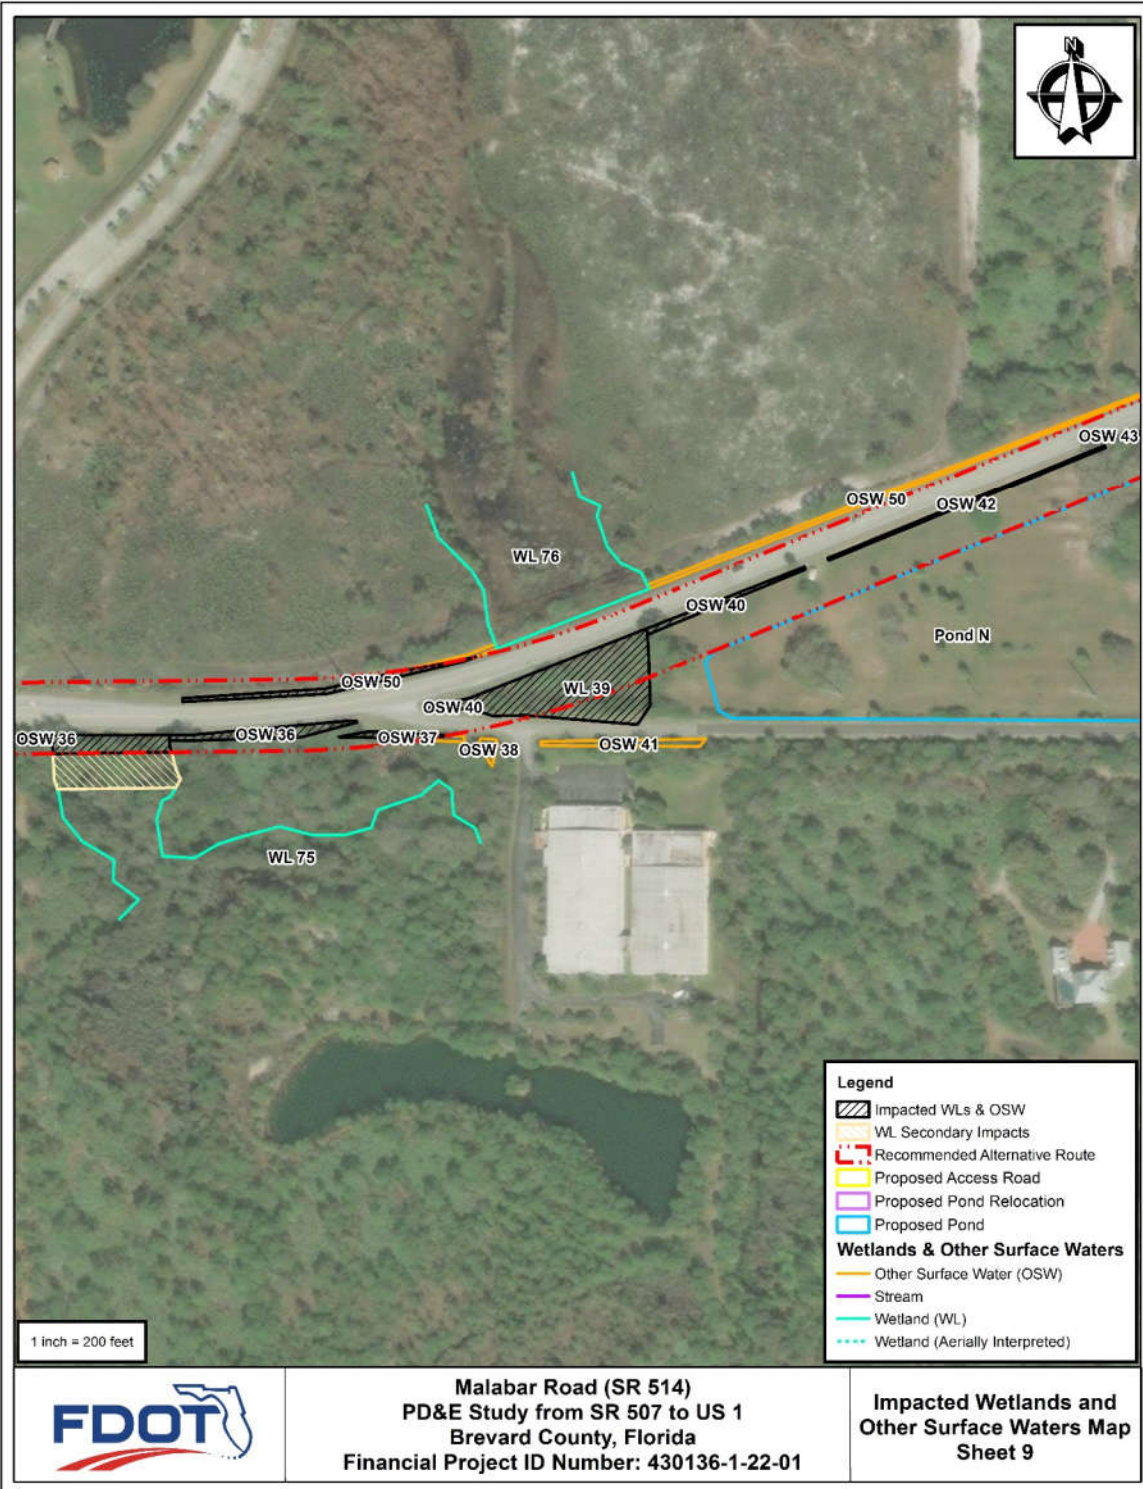 N
OSW 43
OSW 50
OSW 42
WL 76
OSW 40
Pond N
OSW 50
WL 39
OSW 40
OSW 36
OSW 36
OSW 37
OSW 38
OSW 41
WL 75
Legend
Impacted WLs & OSW
WL Secondary Impacts
Recommended Alternative Route
Proposed Access Road
Proposed Pond Relocation
Proposed Pond
Wetlands & Other Surface Waters
Other Surface Water (OSW)
Stream
Wetland (WL)
Wetland (Aerially Interpreted)
1 inch = 200 feet
FDOT
Malabar Road (SR 514)
PD&E Study from SR 507 to US 1
Brevard County, Florida
Financial Project ID Number: 430136-1-22-01
Impacted Wetlands and
Other Surface Waters Map
Sheet 9